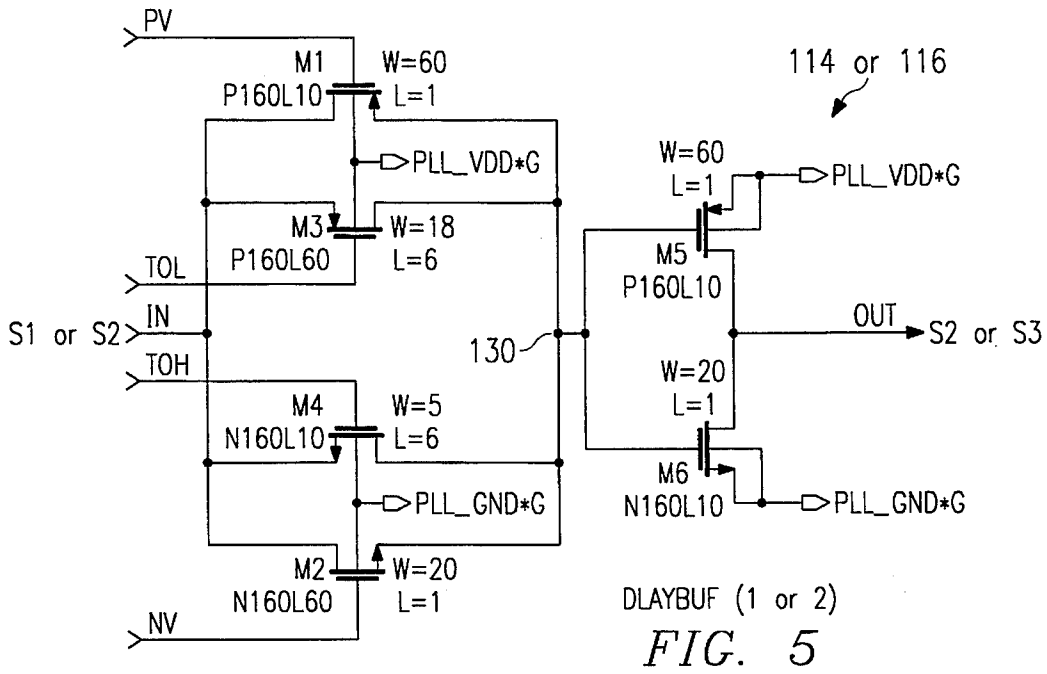 PV
M1 W=60
P160L10 L=1
PLL_VDD*G
M3 W=18
P160L60 L=6
TOL
IN
S1 or S2
TOH
M4 W=5
N160L10 L=6
PLL_GND*G
M2 W=20
N160L60 L=1
NV
130
114 or 116
W=60
L=1
PLL_VDD*G
M5
P160L10
OUT
S2 or S3
W=20
L=1
M6
N160L10
PLL_GND*G
DLAYBUF (1 or 2)
FIG. 5